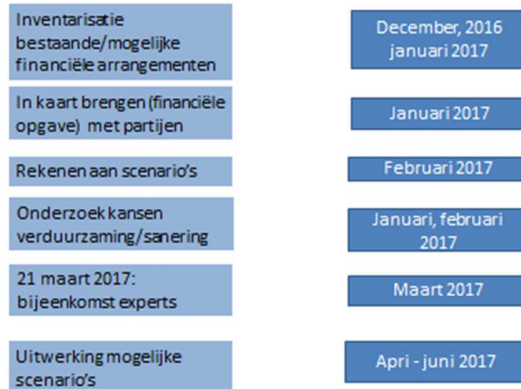 Inventarisatie
bestaande/mogelijke
financiële arrangementen
December, 2016
januari 2017
In kaart brengen (financiële
opgave) met partijen
Januari 2017
Rekenen aan scenario's
Februari 2017
Onderzoek kansen
verduurzaming/sanering
Januari, februari
2017
21 maart 2017:
bijeenkomst experts
Maart 2017
Uitwerking mogelijke
scenario's
Apri - juni 2017